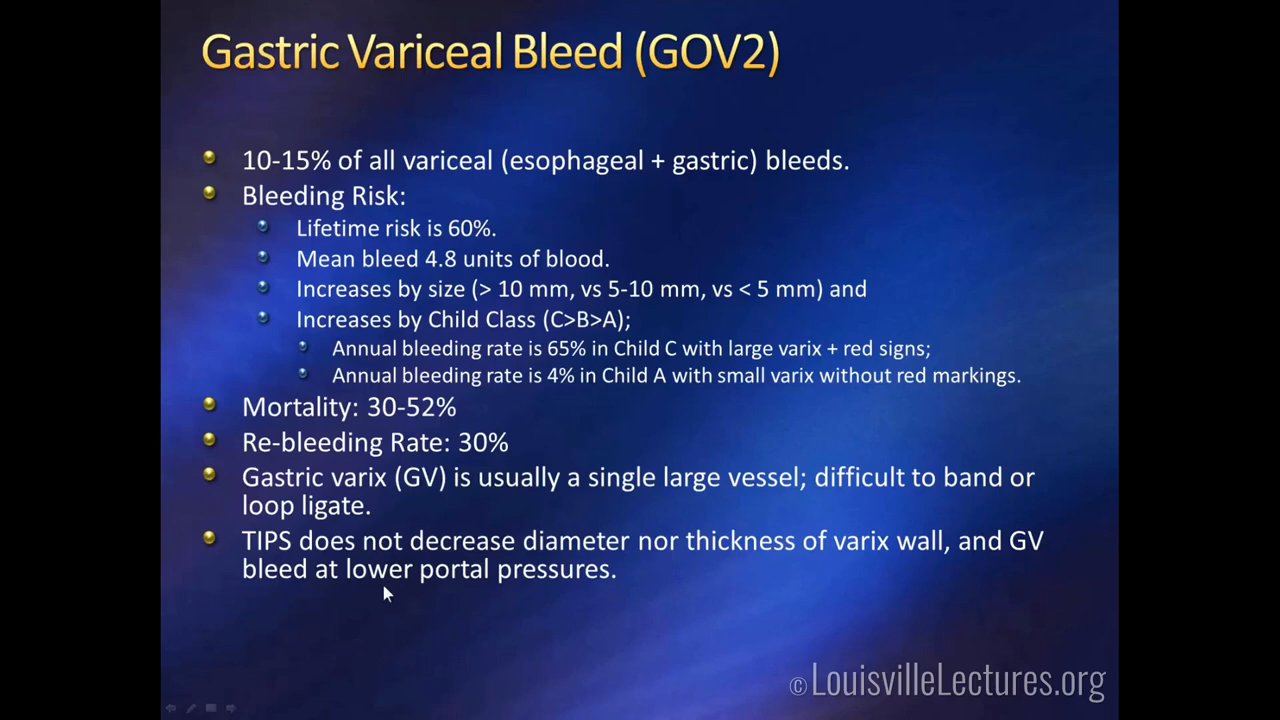 Gastric Variceal Bleed (GOV2)
10-15% of all variceal (esophageal + gastric) bleeds.
Bleeding Risk:
Lifetime risk is 60%.
Mean bleed 4.8 units of blood.
Increases by size (> 10 mm, vs 5-10 mm, vs < 5 mm) and
Increases by Child Class (C>B>A);
Annual bleeding rate is 65% in Child C with large varix + red signs;
Annual bleeding rate is 4% in Child A with small varix without red markings.
Mortality: 30-52%
Re-bleeding Rate: 30%
Gastric varix (GV) is usually a single large vessel; difficult to band or
loop ligate.
TIPS does not decrease diameter nor thickness of varix wall, and GV
bleed at lower portal pressures.
© LouisvilleLectures.org